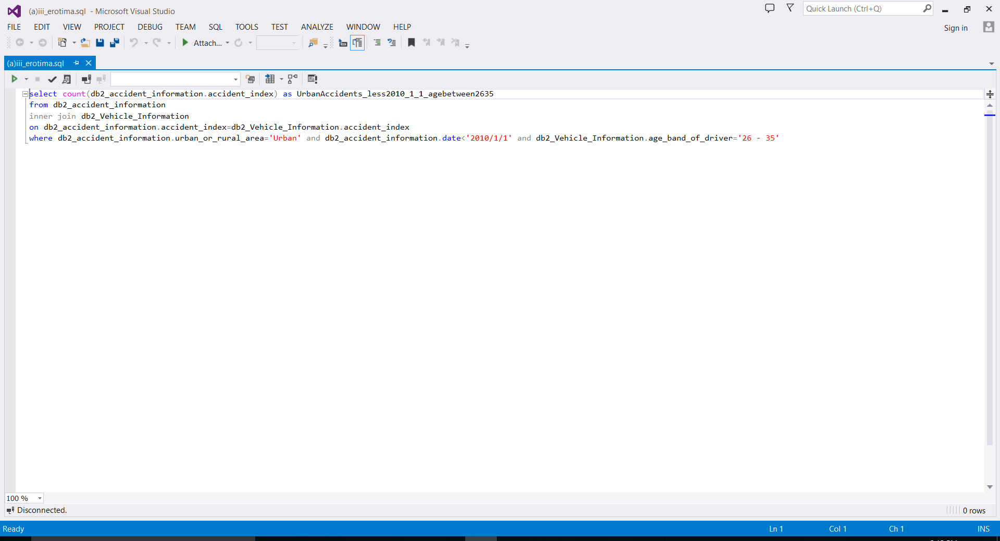 (a)iii_erotima.sql - Microsoft Visual Studio
Quick Launch (Ctrl+Q)
FILE EDIT VIEW PROJECT DEBUG TEAM SQL TOOLS TEST ANALYZE WINDOW HELP
Sign in
Attach...
(a)iii_erotima.sql
select count(db2_accident_information.accident_index) as UrbanAccidents_less2010_1_1_agebetween2635
from db2_accident_information
inner join db2_Vehicle_Information
on db2_accident_information.accident_index=db2_Vehicle_Information.accident_index
where db2_accident_information.urban_or_rural_area='Urban' and db2_accident_information.date<'2010/1/1' and db2_Vehicle_Information.age_band_of_driver='26 - 35'
100 %
Disconnected.
0 rows
Ready
Ln 1
Col 1
Ch 1
INS